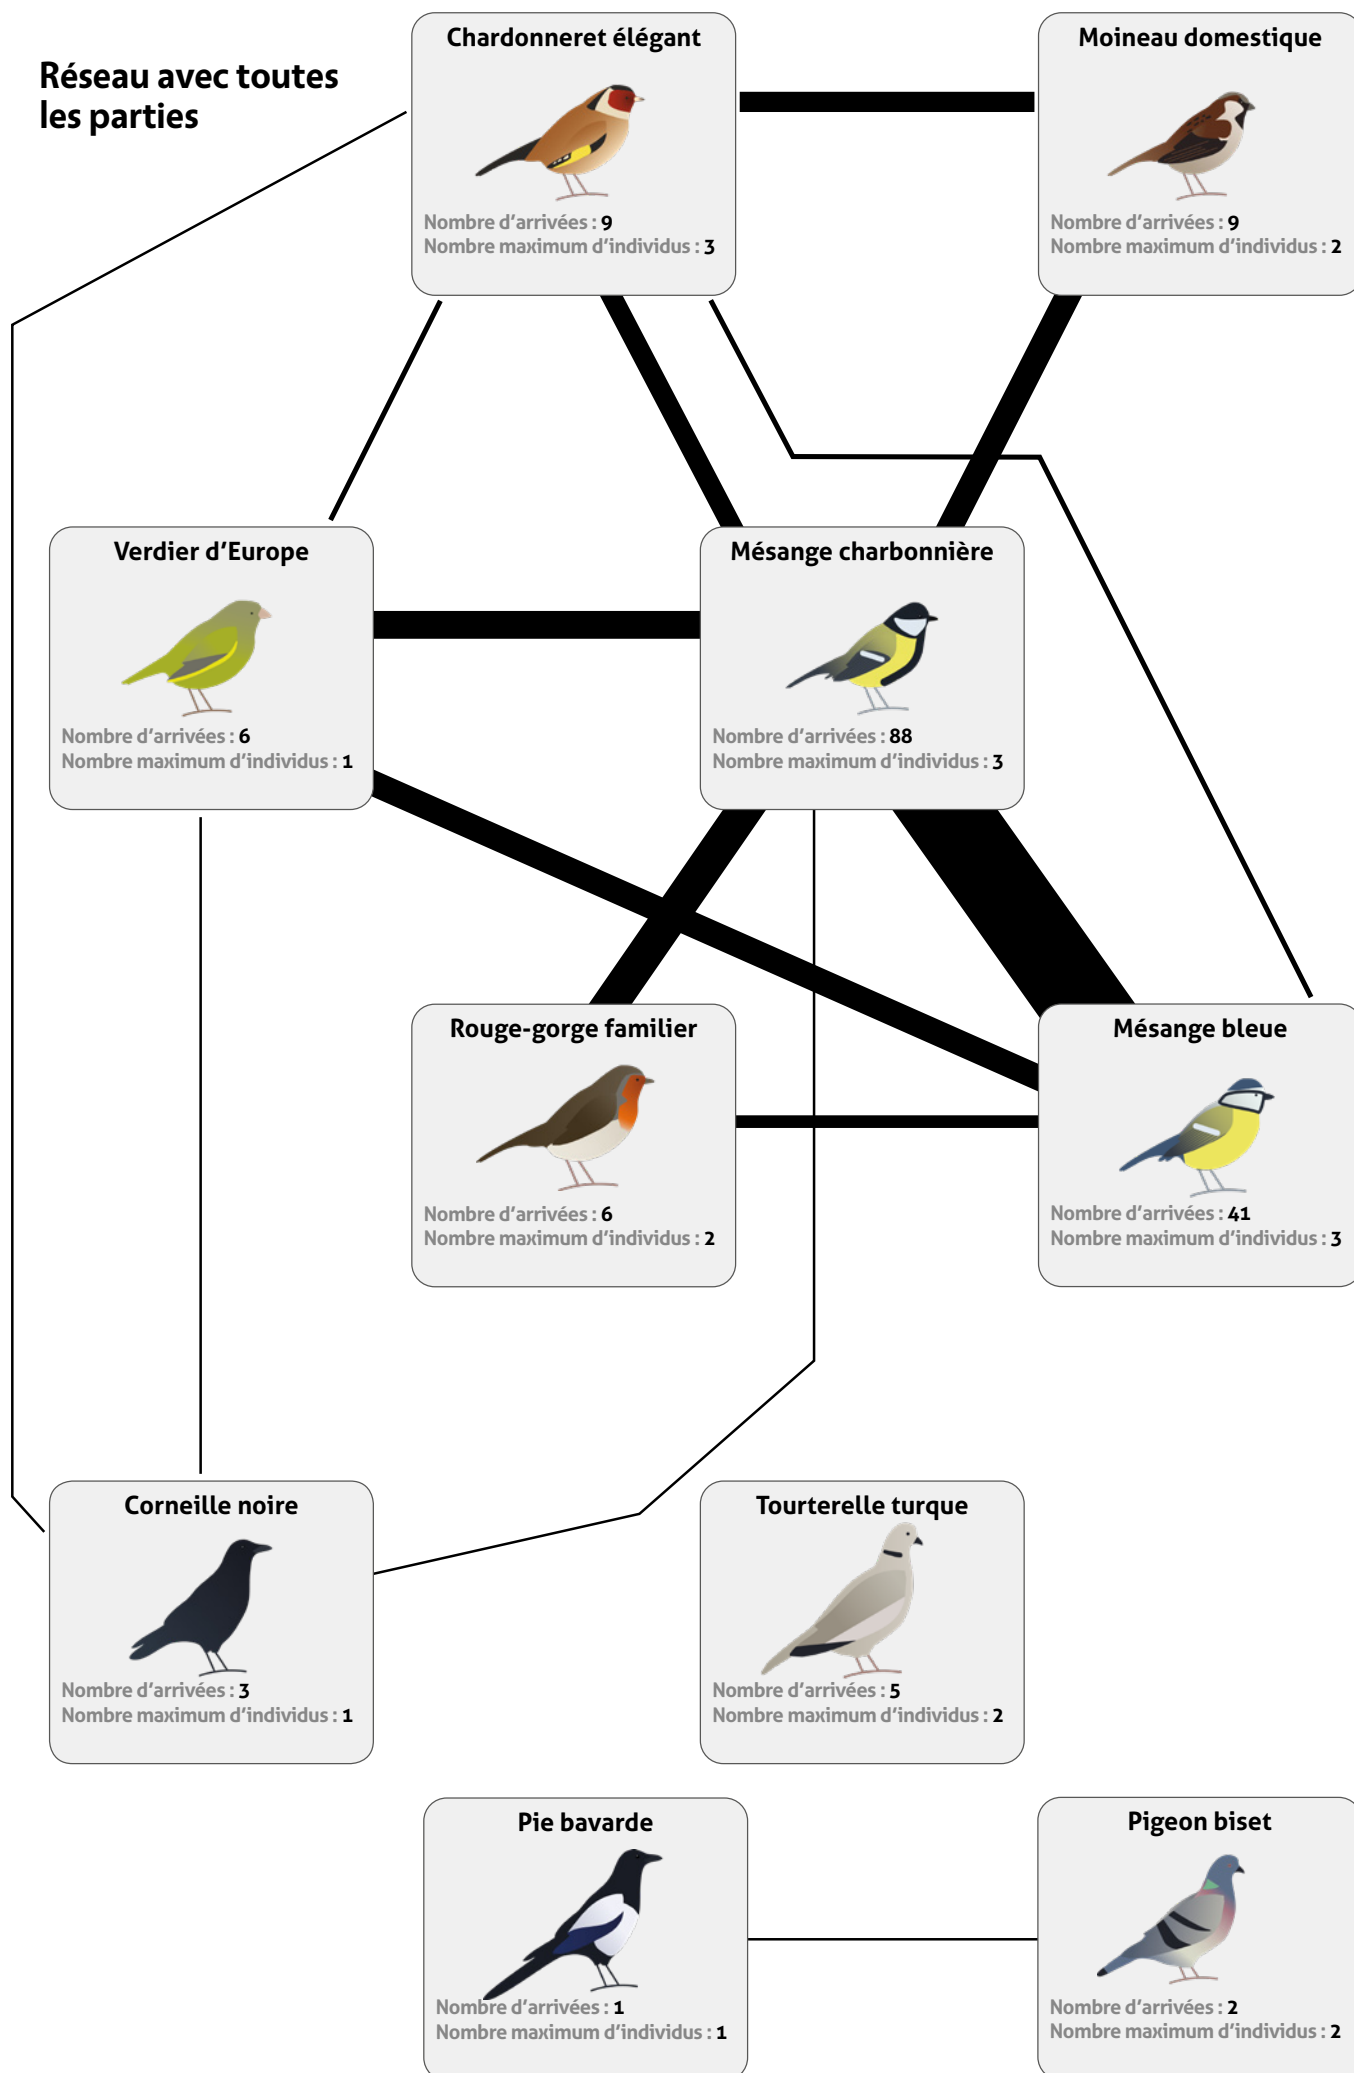 Réseau avec toutes
les parties
Chardonneret élégant
Nombre d'arrivées : 9
Nombre maximum d'individus : 3
Moineau domestique
Nombre d'arrivées : 9
Nombre maximum d'individus : 2
Verdier d'Europe
Nombre d'arrivées : 6
Nombre maximum d'individus : 1
Mésange charbonnière
Nombre d'arrivées : 88
Nombre maximum d'individus : 3
Rouge-gorge familier
Nombre d'arrivées : 6
Nombre maximum d'individus : 2
Mésange bleue
Nombre d'arrivées : 41
Nombre maximum d'individus : 3
Corneille noire
Nombre d'arrivées : 3
Nombre maximum d'individus : 1
Tourterelle turque
Nombre d'arrivées : 5
Nombre maximum d'individus : 2
Pie bavarde
Nombre d'arrivées : 1
Nombre maximum d'individus : 1
Pigeon biset
Nombre d'arrivées : 2
Nombre maximum d'individus : 2